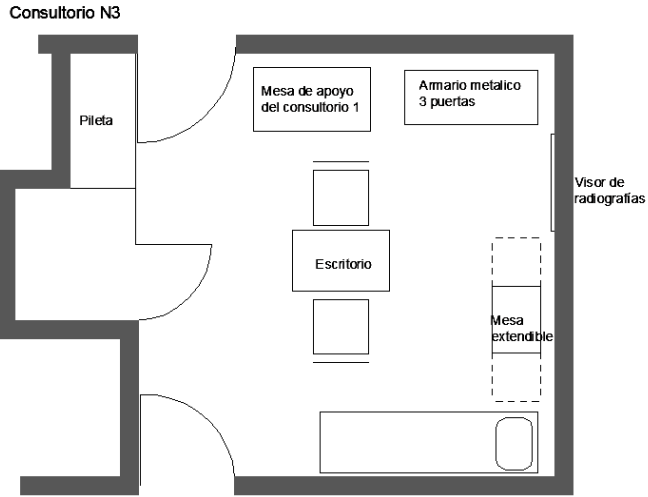 Consultorio N3
Mesa de apoyo
del consultorio 1
Armario metalico
3 puertas
Pileta
Visor de
radiografías
Escritorio
Mesa
extendible